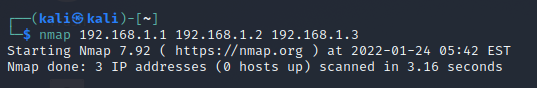 ┌──(kali㉿kali)-[~]
└─$ nmap 192.168.1.1 192.168.1.2 192.168.1.3
Starting Nmap 7.92 ( https://nmap.org ) at 2022-01-24 05:42 EST
Nmap done: 3 IP addresses (0 hosts up) scanned in 3.16 seconds